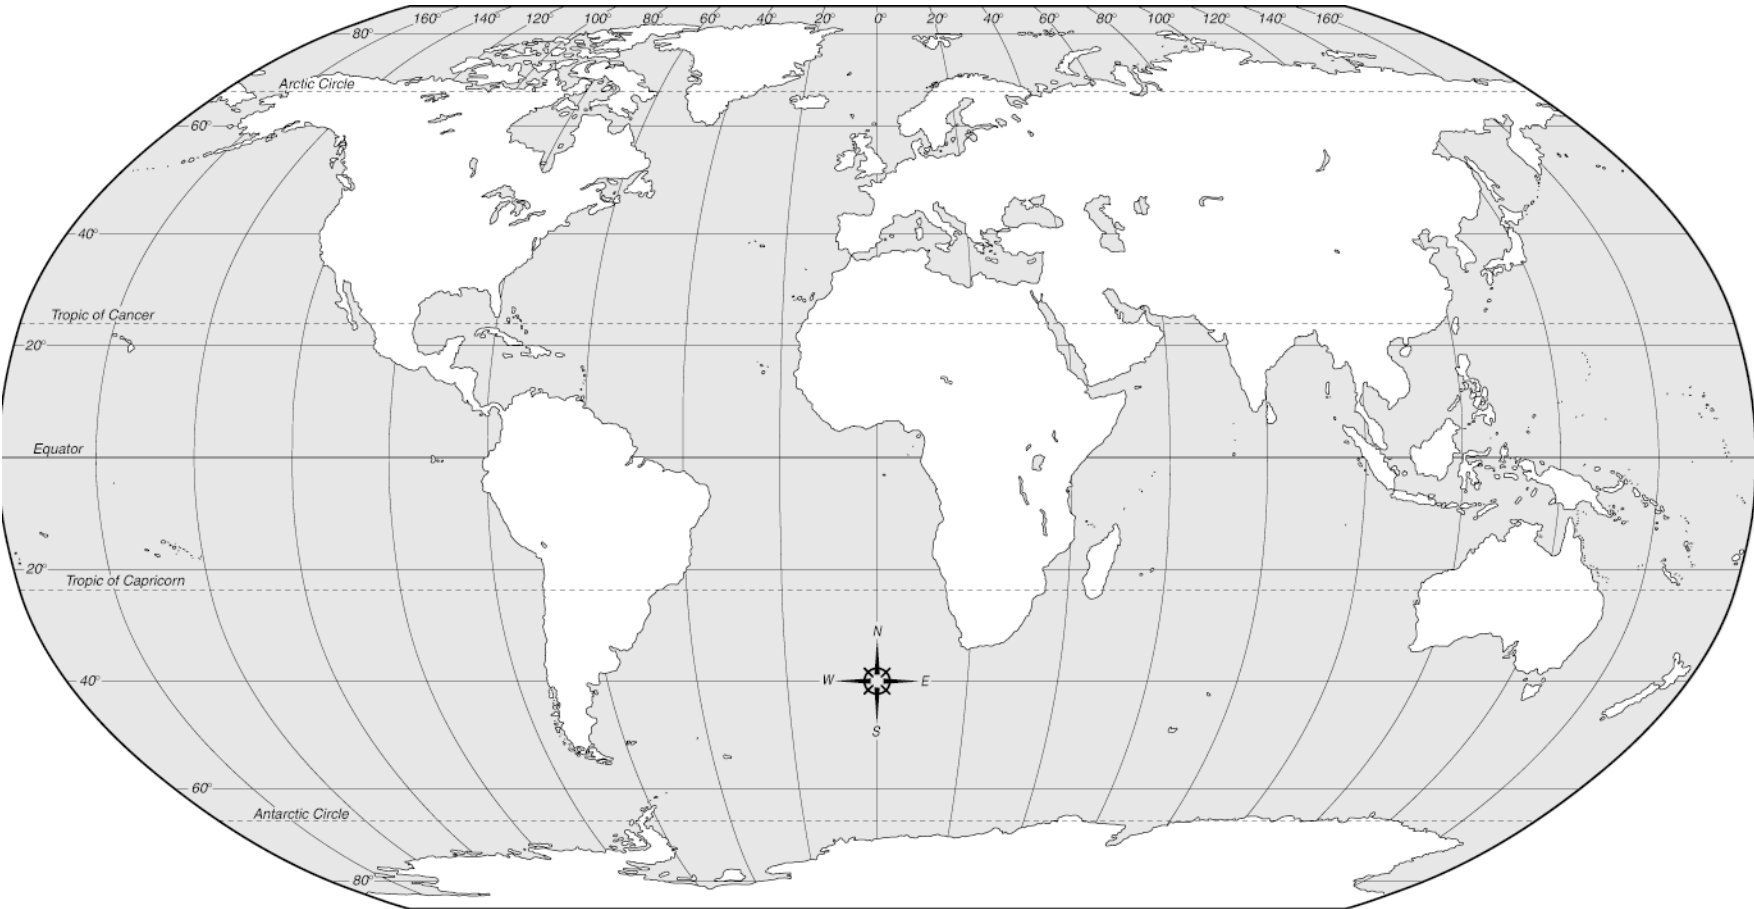 160° 140° 120° 100° 80° 60° 40° 20° 0° 20° 40° 60° 80° 100° 120° 140° 160°
80°
Arctic Circle
60°
40°
Tropic of Cancer
20°
Equator
20°
Tropic of Capricorn
N
W E
40°
S
60°
Antarctic Circle
80°